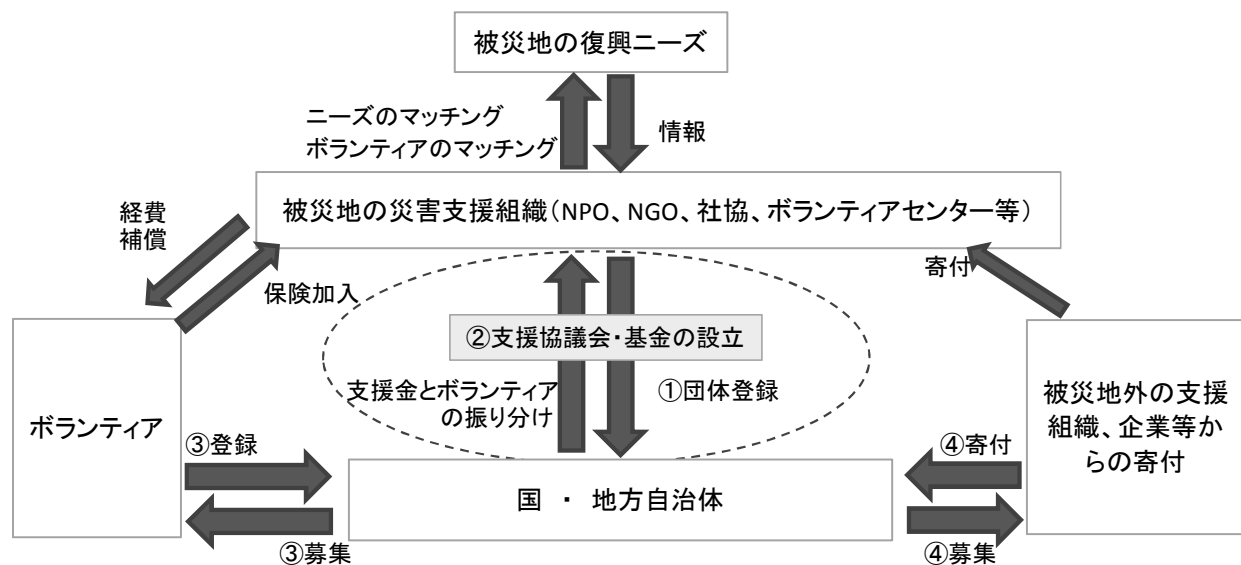 被災地の復興ニーズ
ニーズのマッチング
ボランティアのマッチング
情報
被災地の災害支援組織(NPO、NGO、社協、ボランティアセンター等)
経費
補償
保険加入
寄付
②支援協議会・基金の設立
支援金とボランティア
の振り分け
①団体登録
ボランティア
被災地外の支援
組織、企業等か
らの寄付
③登録
④寄付
国 ・ 地方自治体
③募集
④募集